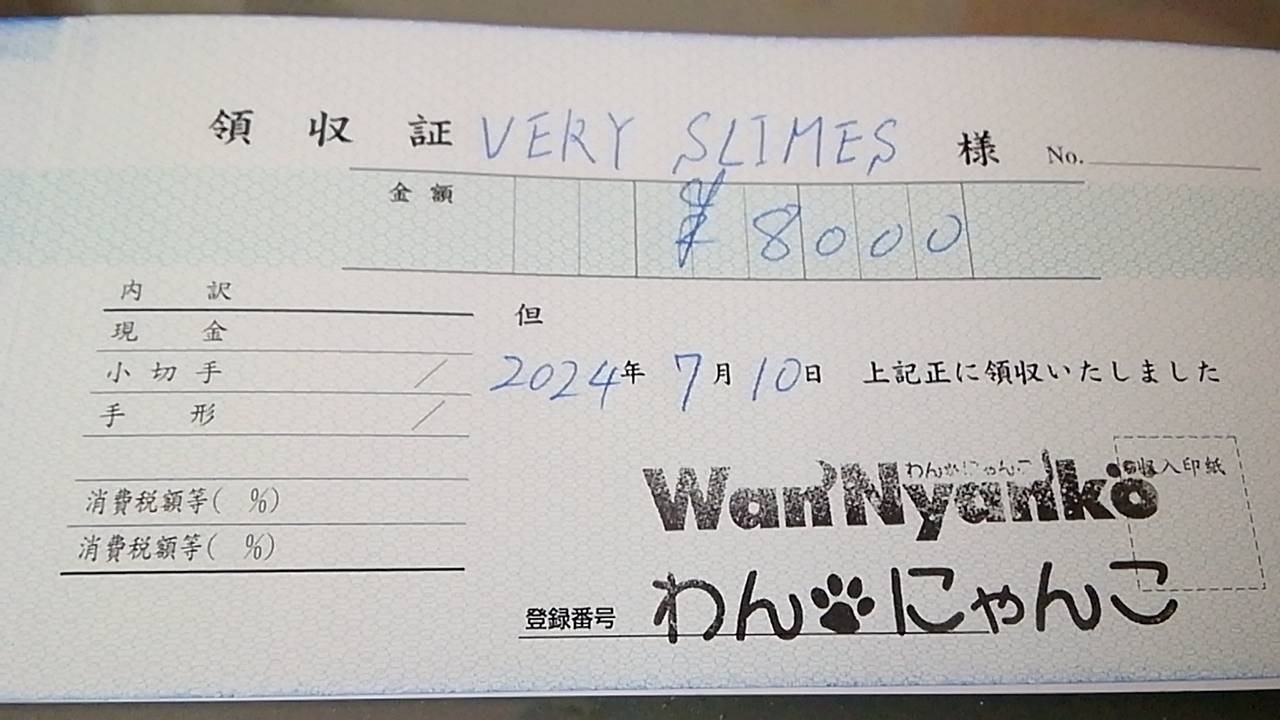 領収証 VERY SLIMES 様 No.
金額 ¥8000
内訳
現金
小切手 /
手形 /
消費税額等( %)
消費税額等( %)
但
2024年 7月 10日 上記正に領収いたしました
収入印紙
わんにゃんこ
Wan'Nyanko
登録番号
わんにゃんこ